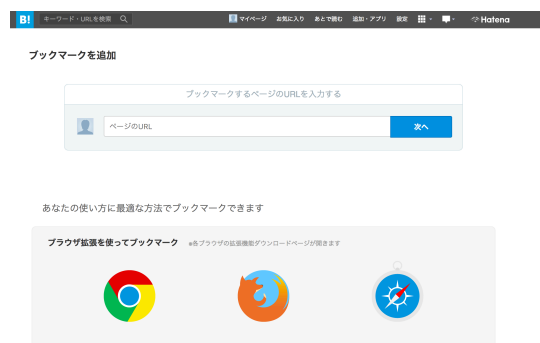 B! キーワード・URLを検索 マイページ お気に入り あとで読む 追加・アプリ 設定 Hatena
ブックマークを追加
ブックマークするページのURLを入力する
ページのURL 次へ
あなたの使い方に最適な方法でブックマークできます
ブラウザ拡張を使ってブックマーク ※各ブラウザの拡張機能ダウンロードページが開きます